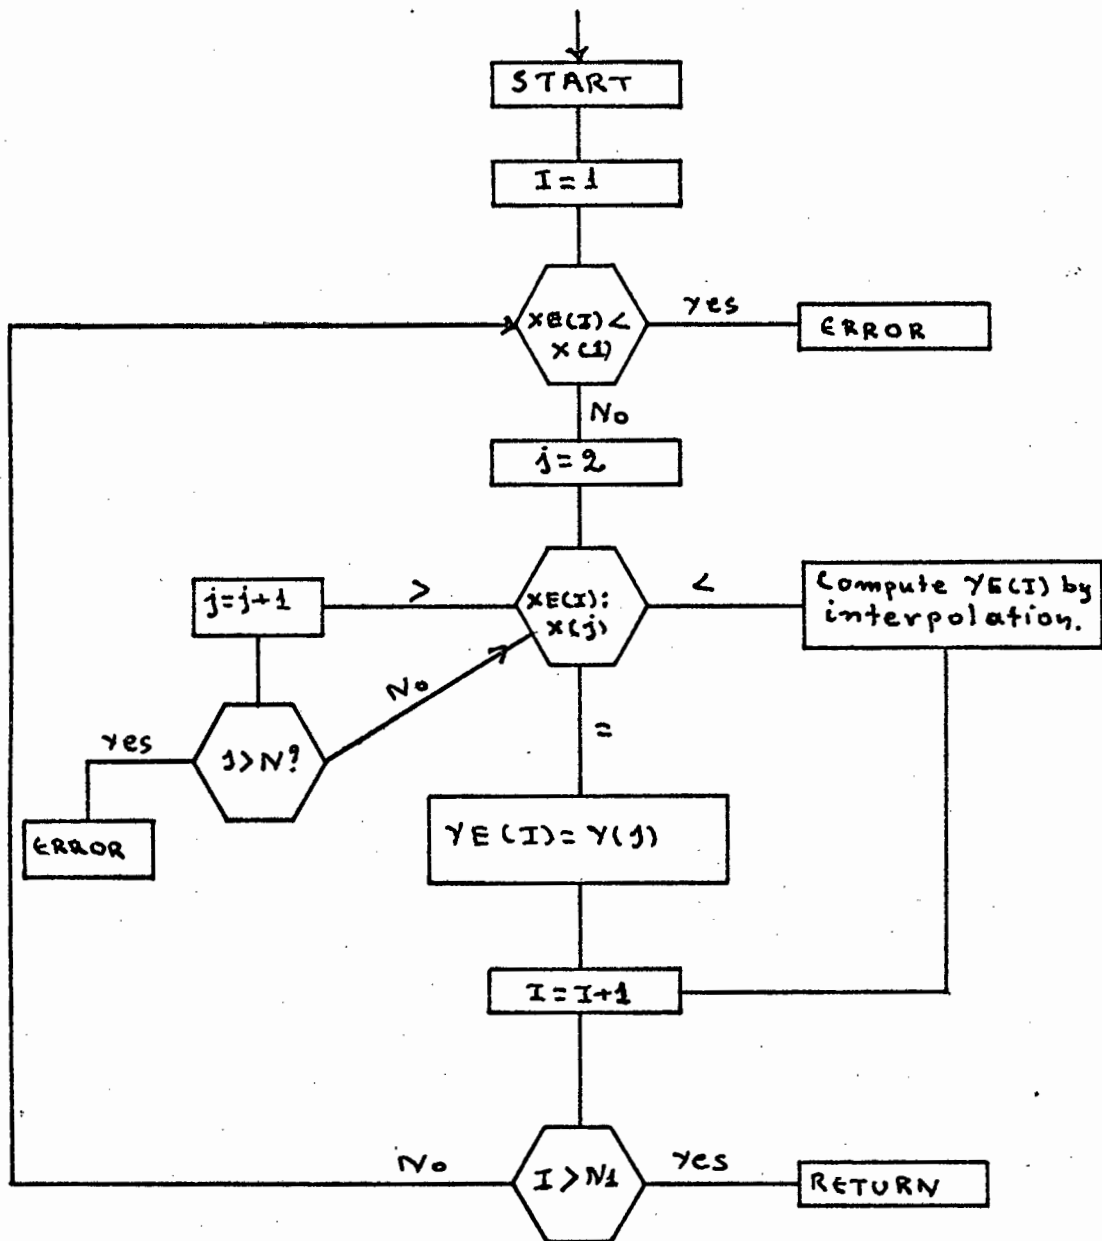 START
I=1
XE(I)<
X(1)
yes
ERROR
No
j=2
j=j+1
>
XE(I):
X(j)
<
Compute YE(I) by
interpolation.
No
yes
1>N?
=
ERROR
YE(I)=Y(j)
I=I+1
No
I>N1
yes
RETURN